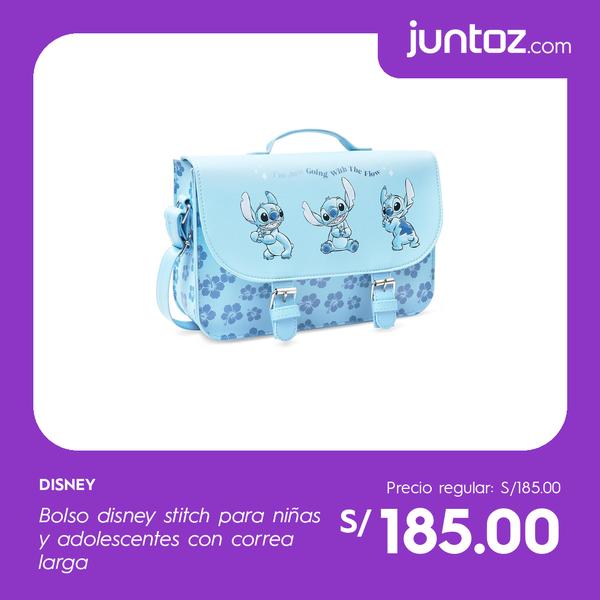 juntoz.com
Going With The Flow
DISNEY
Bolso disney stitch para niñas
y adolescentes con correa
larga
Precio regular: S/185.00
S/185.00